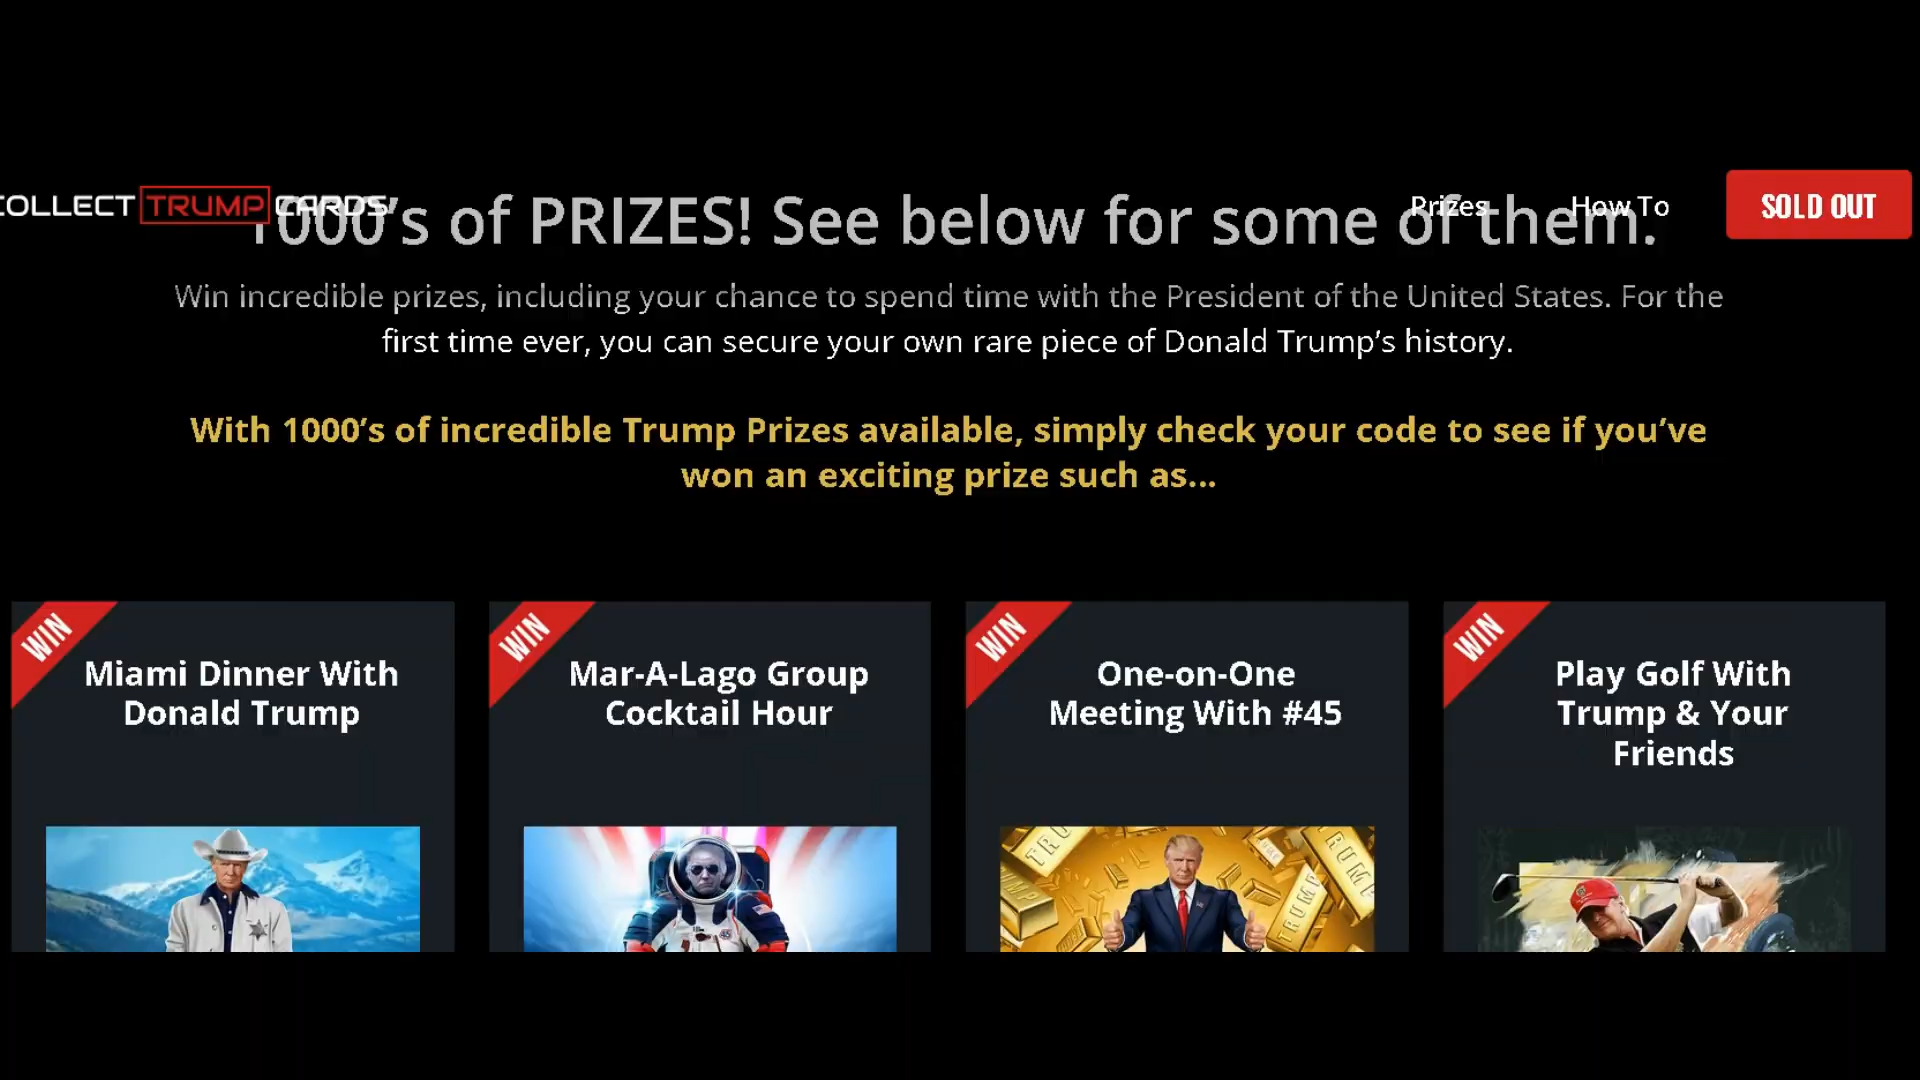 COLLECT TRUMP CARDS
Prizes
How To
SOLD OUT
1000's of PRIZES! See below for some of them.
Win incredible prizes, including your chance to spend time with the President of the United States. For the
first time ever, you can secure your own rare piece of Donald Trump's history.
With 1000's of incredible Trump Prizes available, simply check your code to see if you've
won an exciting prize such as...
WIN
Miami Dinner With
Donald Trump
WIN
Mar-A-Lago Group
Cocktail Hour
WIN
One-on-One
Meeting With #45
WIN
Play Golf With
Trump & Your
Friends
TRUMP
TRUMP
TRUMP